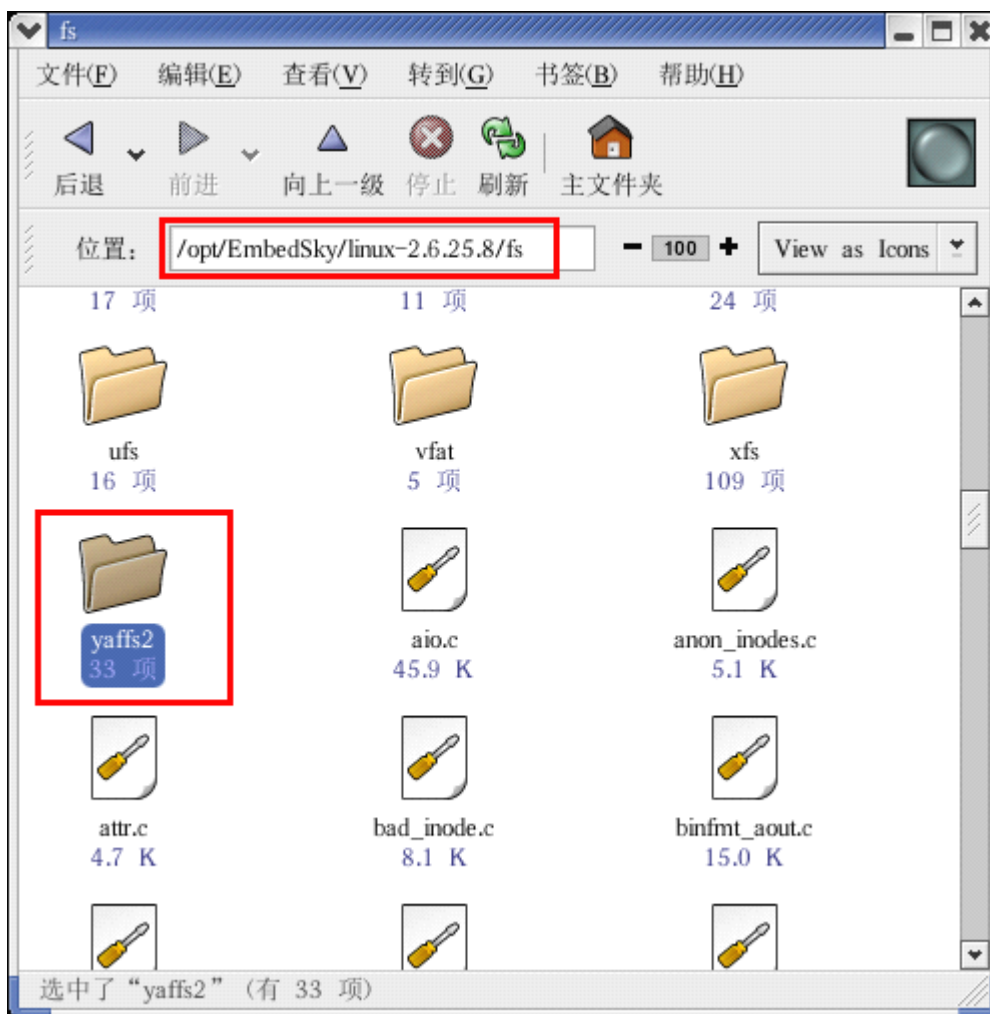 fs
文件(F) 编辑(E) 查看(V) 转到(G) 书签(B) 帮助(H)
后退 前进 向上一级 停止 刷新 主文件夹
位置: /opt/EmbedSky/linux-2.6.25.8/fs 100 View as Icons
17 项 11 项 24 项
ufs vfat xfs
16 项 5 项 109 项
yaffs2 aio.c anon_inodes.c
33 项 45.9 K 5.1 K
attr.c bad_inode.c binfmt_aout.c
4.7 K 8.1 K 15.0 K
选中了“yaffs2” (有 33 项)